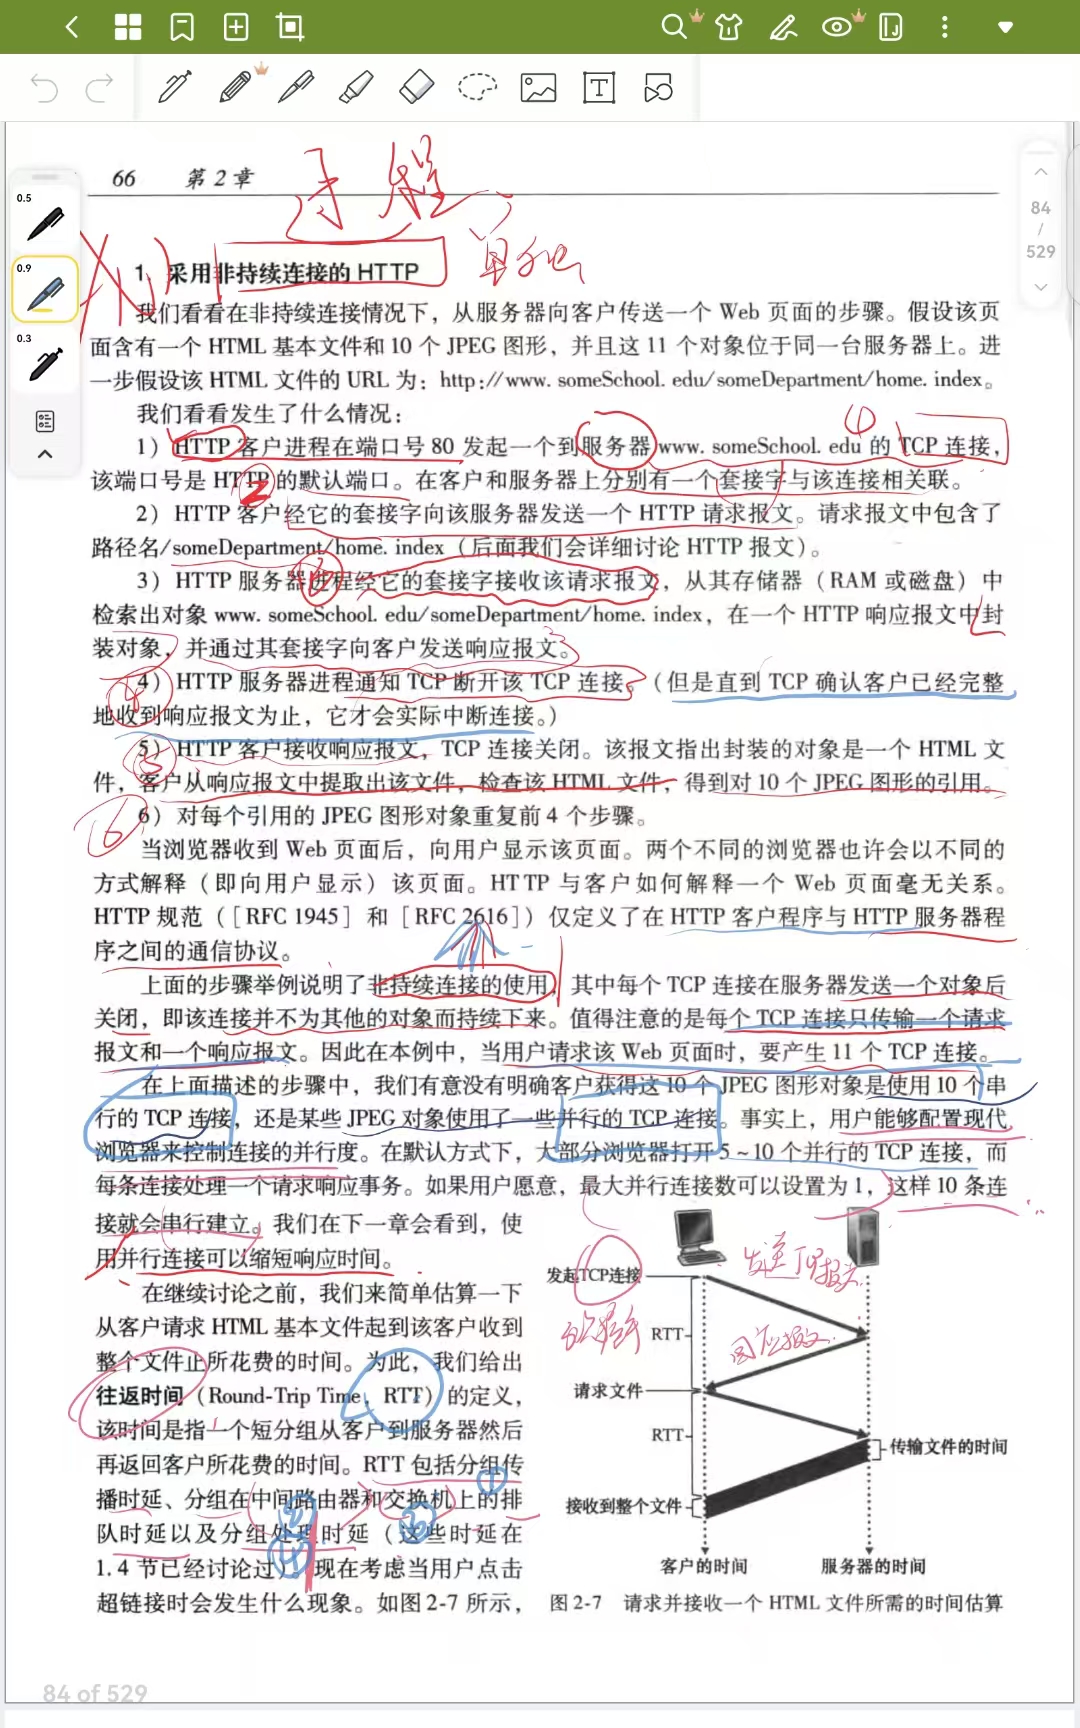 0.5
0.9
0.3
84
/
529
66 第 2 章
过程
1. 采用非持续连接的 HTTP
我们看看在非持续连接情况下，从服务器向客户传送一个 Web 页面的步骤。假设该页
面含有一个 HTML 基本文件和 10 个 JPEG 图形，并且这 11 个对象位于同一台服务器上。进
一步假设该 HTML 文件的 URL 为：http://www. someSchool. edu/someDepartment/home. index。
我们看看发生了什么情况：
1）HTTP 客户进程在端口号 80 发起一个到服务器 www. someSchool. edu 的 TCP 连接，
该端口号是 HTTP 的默认端口。在客户和服务器上分别有一个套接字与该连接相关联。
2）HTTP 客户经它的套接字向该服务器发送一个 HTTP 请求报文。请求报文中包含了
路径名/someDepartment/home. index（后面我们会详细讨论 HTTP 报文）。
3）HTTP 服务器进程经它的套接字接收该请求报文，从其存储器（RAM 或磁盘）中
检索出对象 www. someSchool. edu/someDepartment/home. index，在一个 HTTP 响应报文中封
装对象，并通过其套接字向客户发送响应报文。
4）HTTP 服务器进程通知 TCP 断开该 TCP 连接。（但是直到 TCP 确认客户已经完整
地收到响应报文为止，它才会实际中断连接。）
5）HTTP 客户接收响应报文，TCP 连接关闭。该报文指出封装的对象是一个 HTML 文
件，客户从响应报文中提取出该文件，检查该 HTML 文件，得到对 10 个 JPEG 图形的引用。
6）对每个引用的 JPEG 图形对象重复前 4 个步骤。
当浏览器收到 Web 页面后，向用户显示该页面。两个不同的浏览器也许会以不同的
方式解释（即向用户显示）该页面。HTTP 与客户如何解释一个 Web 页面毫无关系。
HTTP 规范（[RFC 1945] 和 [RFC 2616]）仅定义了在 HTTP 客户程序与 HTTP 服务器程
序之间的通信协议。
上面的步骤举例说明了非持续连接的使用，其中每个 TCP 连接在服务器发送一个对象后
关闭，即该连接并不为其他的对象而持续下来。值得注意的是每个 TCP 连接只传输一个请求
报文和一个响应报文。因此在本例中，当用户请求该 Web 页面时，要产生 11 个 TCP 连接。
在上面描述的步骤中，我们有意没有明确客户获得这 10 个 JPEG 图形对象是使用 10 个串
行的 TCP 连接，还是某些 JPEG 对象使用了一些并行的 TCP 连接。事实上，用户能够配置现代
浏览器来控制连接的并行度。在默认方式下，大部分浏览器打开 5 ~ 10 个并行的 TCP 连接，而
每条连接处理一个请求响应事务。如果用户愿意，最大并行连接数可以设置为 1，这样 10 条连
接就会串行建立。我们在下一章会看到，使
用并行连接可以缩短响应时间。
在继续讨论之前，我们来简单估算一下
从客户请求 HTML 基本文件起到该客户收到
整个文件止所花费的时间。为此，我们给出
往返时间（Round-Trip Time，RTT）的定义，
该时间是指一个短分组从客户到服务器然后
再返回客户所花费的时间。RTT 包括分组传
播时延、分组在中间路由器和交换机上的排
队时延以及分组处理时延（这些时延在
1.4 节已经讨论过）。现在考虑当用户点击
超链接时会发生什么现象。如图 2-7 所示，
发起TCP连接
RTT
回应报文
请求文件
RTT
传输文件的时间
接收到整个文件
客户的时间 服务器的时间
图 2-7 请求并接收一个 HTML 文件所需的时间估算
84 of 529